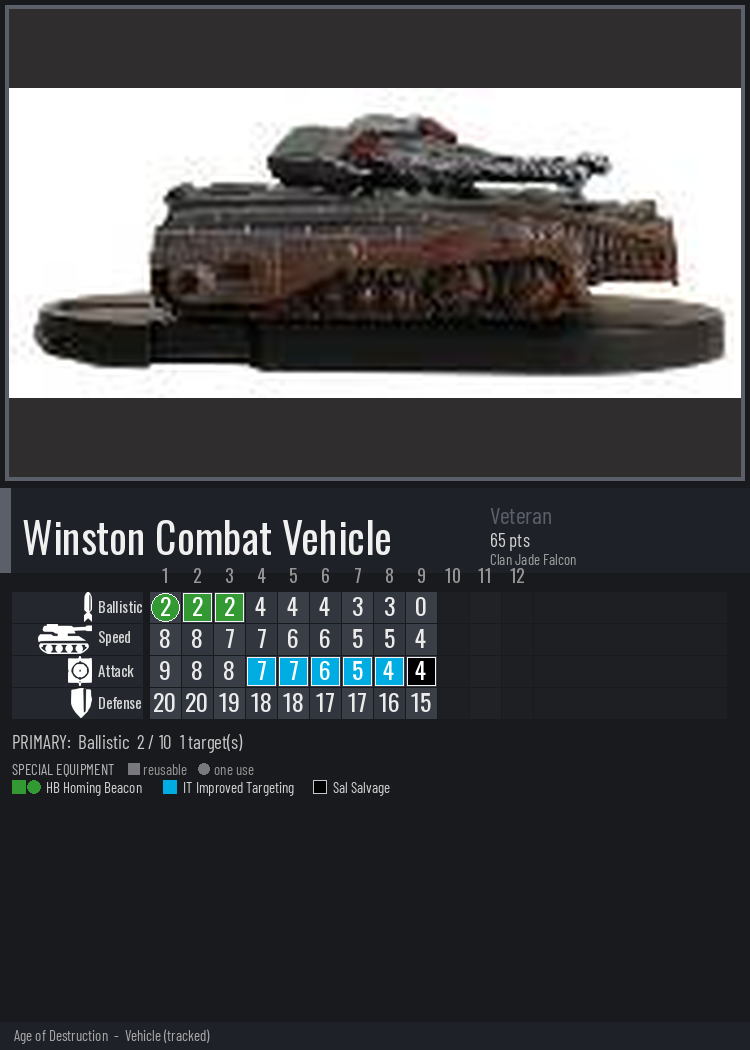 Winston Combat Vehicle
Veteran
65 pts
Clan Jade Falcon
1 2 3 4 5 6 7 8 9 10 11 12
Ballistic 2 2 2 4 4 4 3 3 0
Speed 8 8 7 7 6 6 5 5 4
Attack 9 8 8 7 7 6 5 4 4
Defense 20 20 19 18 18 17 17 16 15
PRIMARY: Ballistic 2 / 10 1 target(s)
SPECIAL EQUIPMENT reusable one use
HB Homing Beacon IT Improved Targeting Sal Salvage
Age of Destruction - Vehicle (tracked)